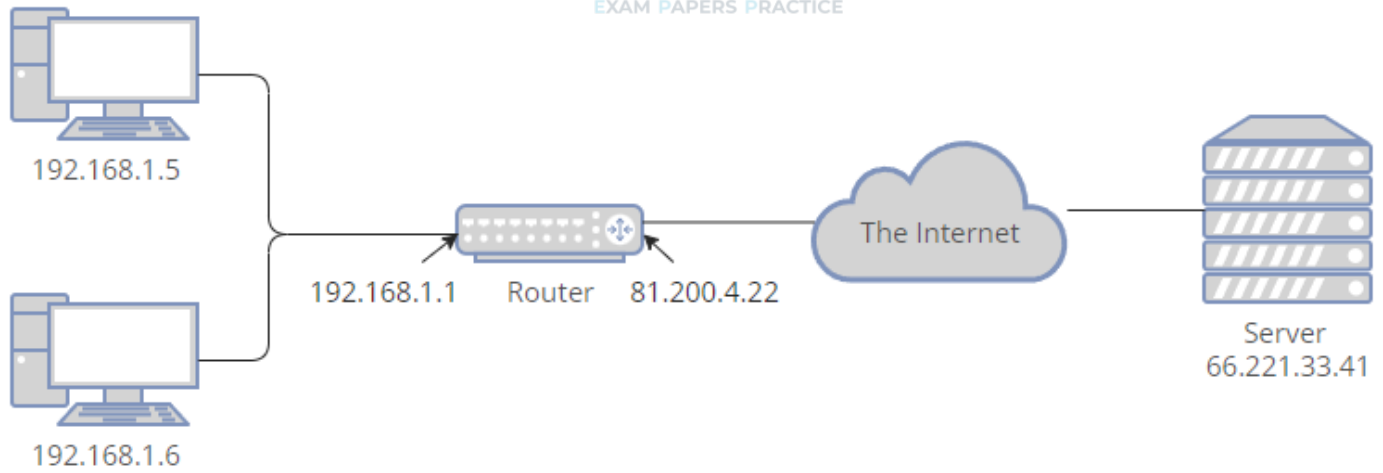 EXAM PAPERS PRACTICE
192.168.1.5
The Internet
192.168.1.1 Router 81.200.4.22
Server
66.221.33.41
192.168.1.6